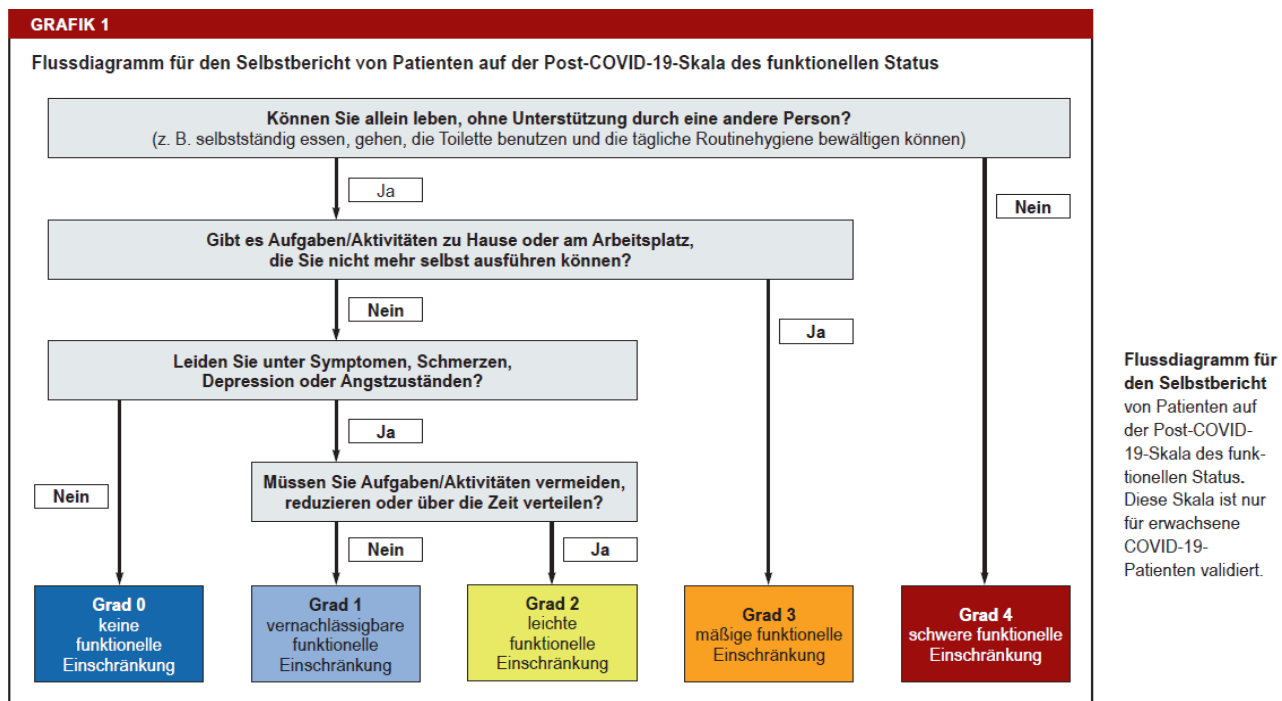 GRAFIK 1
Flussdiagramm für den Selbstbericht von Patienten auf der Post-COVID-19-Skala des funktionellen Status
Können Sie allein leben, ohne Unterstützung durch eine andere Person?
(z. B. selbstständig essen, gehen, die Toilette benutzen und die tägliche Routinehygiene bewältigen können)
Ja
Nein
Gibt es Aufgaben/Aktivitäten zu Hause oder am Arbeitsplatz,
die Sie nicht mehr selbst ausführen können?
Nein
Ja
Leiden Sie unter Symptomen, Schmerzen,
Depression oder Angstzuständen?
Ja
Nein
Müssen Sie Aufgaben/Aktivitäten vermeiden,
reduzieren oder über die Zeit verteilen?
Nein
Ja
Grad 0
keine
funktionelle
Einschränkung
Grad 1
vernachlässigbare
funktionelle
Einschränkung
Grad 2
leichte
funktionelle
Einschränkung
Grad 3
mäßige funktionelle
Einschränkung
Grad 4
schwere funktionelle
Einschränkung
Flussdiagramm für
den Selbstbericht
von Patienten auf
der Post-COVID-
19-Skala des funk-
tionellen Status.
Diese Skala ist nur
für erwachsene
COVID-19-
Patienten validiert.